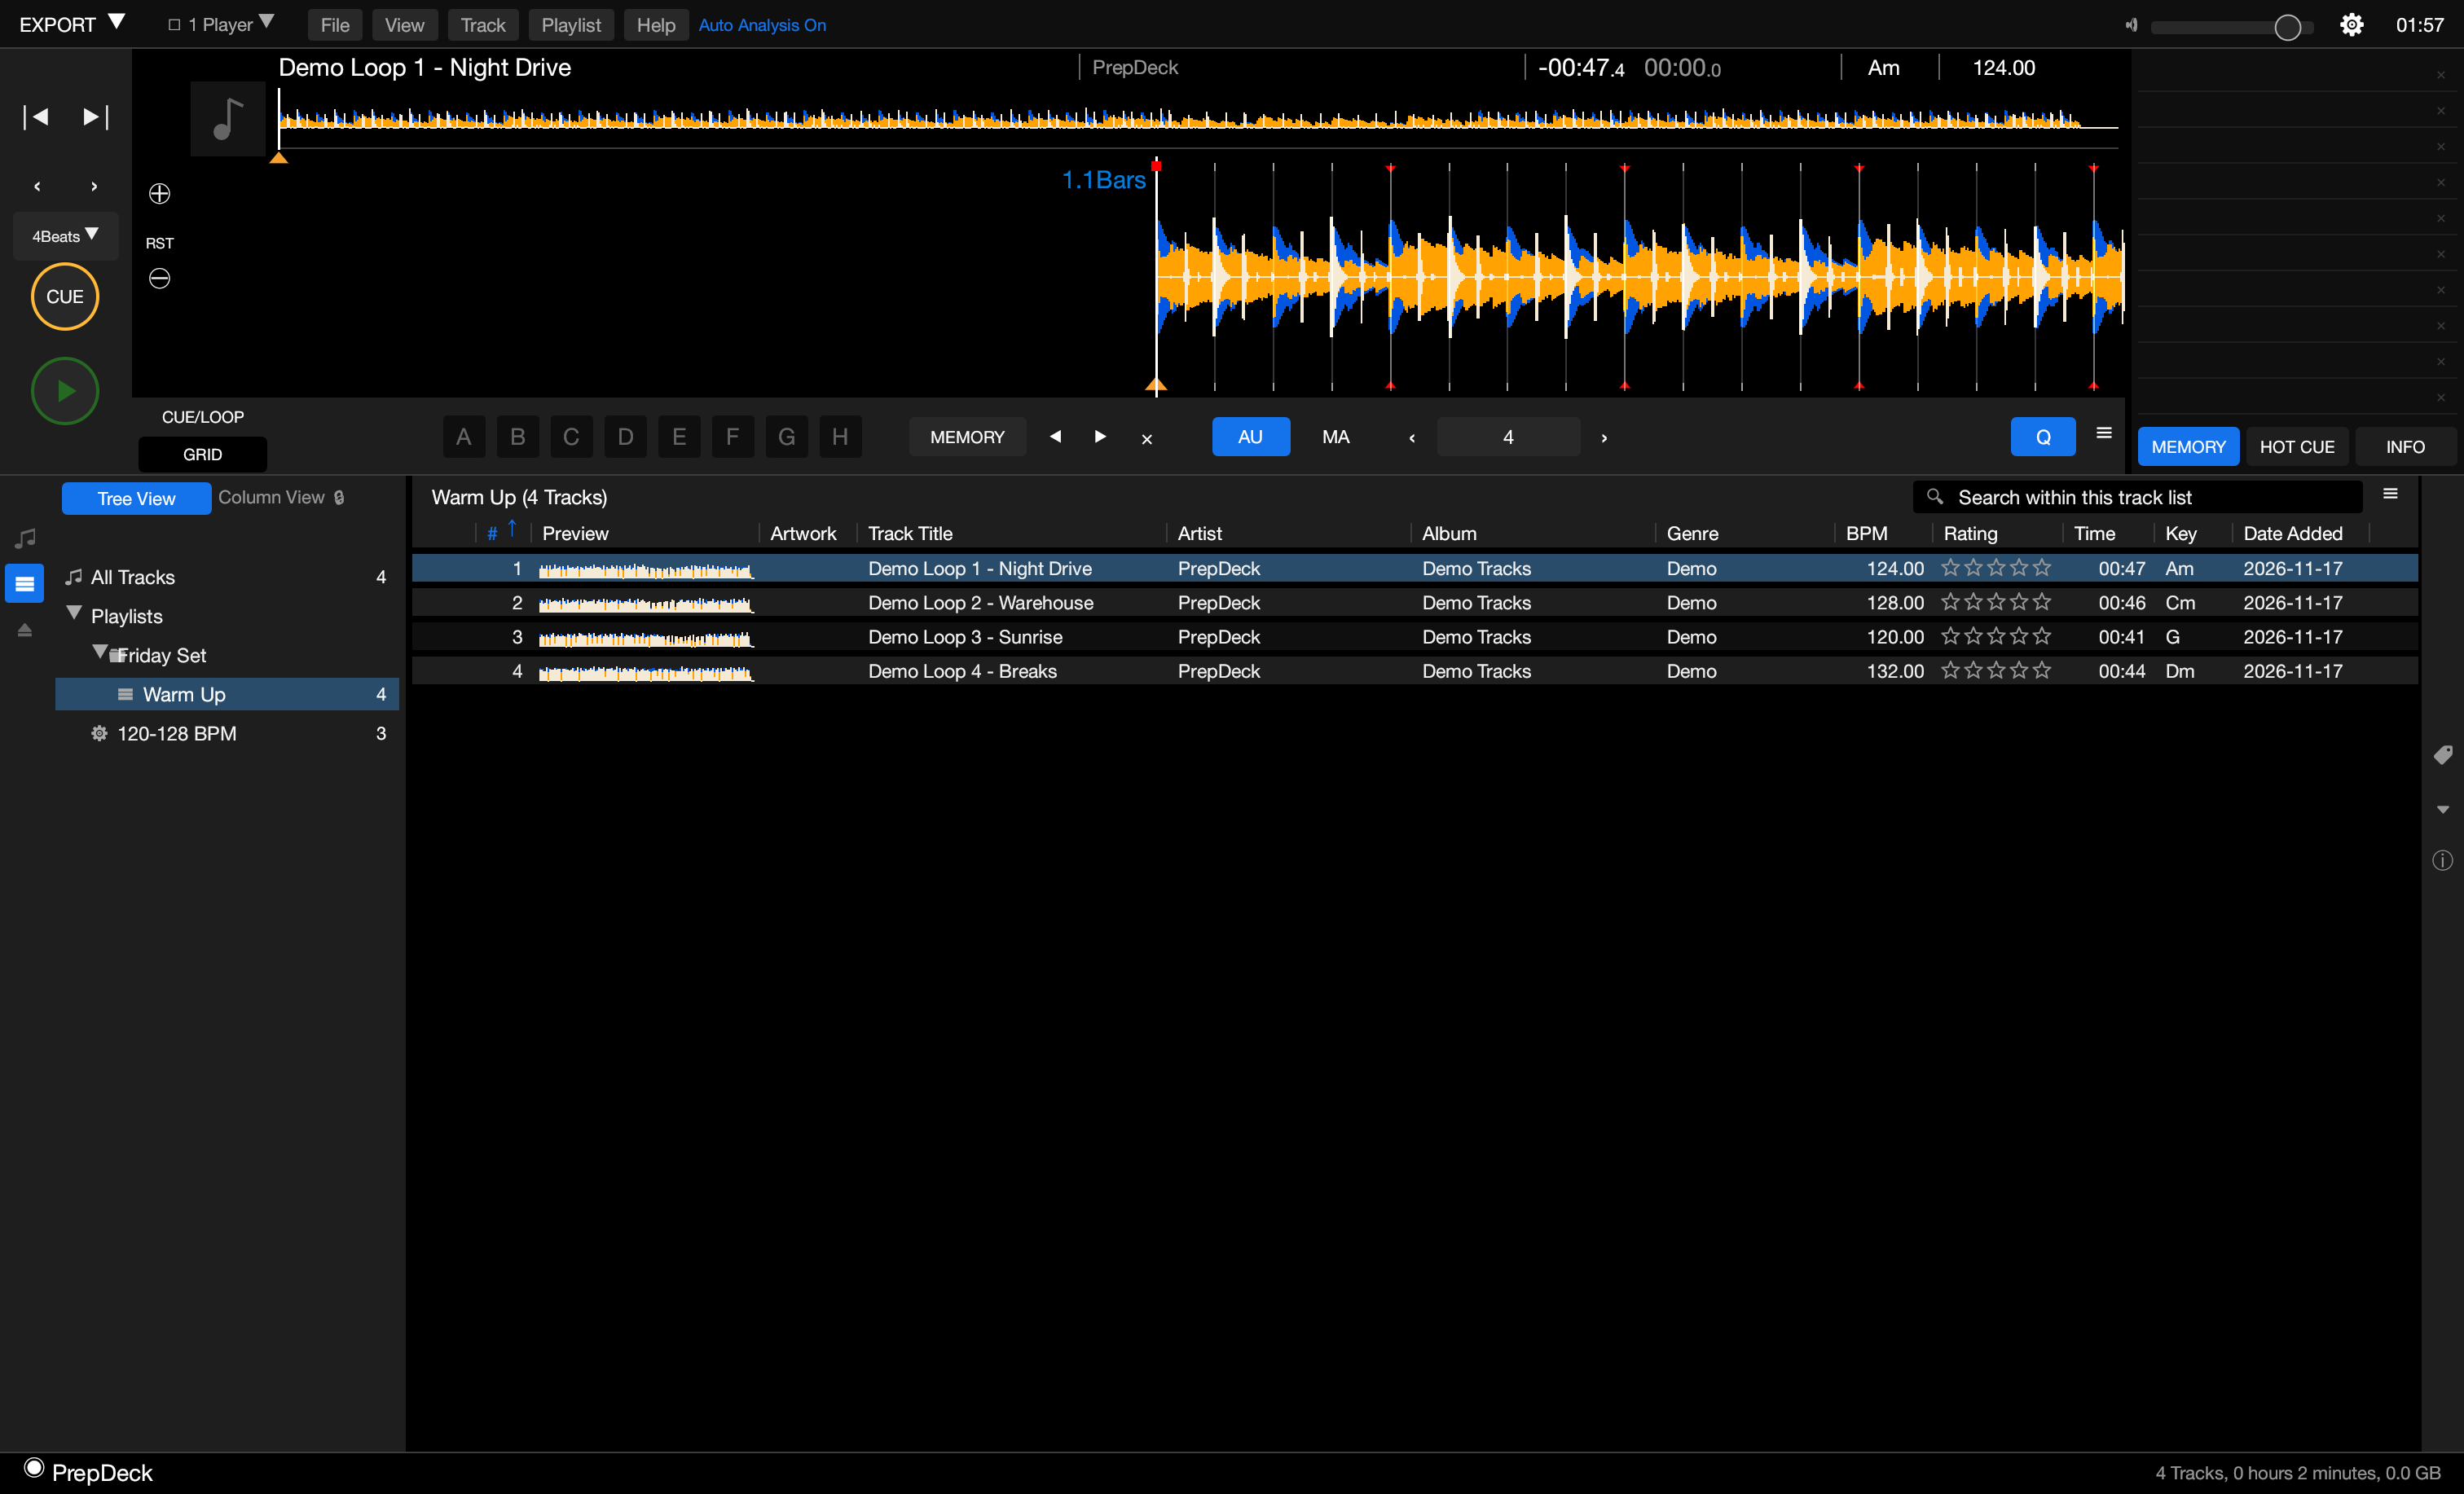 EXPORT 1 Player File View Track Playlist Help Auto Analysis On 01:57
Demo Loop 1 - Night Drive PrepDeck -00:47.4 00:00.0 Am 124.00
1.1Bars
4Beats
RST
CUE
CUE/LOOP
GRID
A B C D E F G H MEMORY AU MA 4 Q
MEMORY HOT CUE INFO
Tree View Column View
All Tracks 4
Playlists
Friday Set
Warm Up 4
120-128 BPM 3
Warm Up (4 Tracks) Search within this track list
# Preview Artwork Track Title Artist Album Genre BPM Rating Time Key Date Added
1 Demo Loop 1 - Night Drive PrepDeck Demo Tracks Demo 124.00 00:47 Am 2026-11-17
2 Demo Loop 2 - Warehouse PrepDeck Demo Tracks Demo 128.00 00:46 Cm 2026-11-17
3 Demo Loop 3 - Sunrise PrepDeck Demo Tracks Demo 120.00 00:41 G 2026-11-17
4 Demo Loop 4 - Breaks PrepDeck Demo Tracks Demo 132.00 00:44 Dm 2026-11-17
PrepDeck
4 Tracks, 0 hours 2 minutes, 0.0 GB